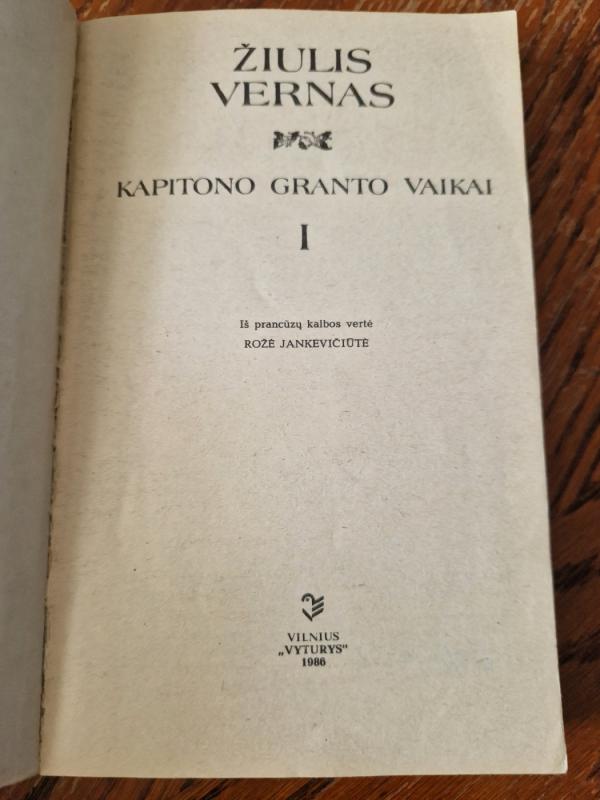 ŽIULIS
VERNAS
KAPITONO GRANTO VAIKAI
I
Iš prancūzų kalbos vertė
ROŽĖ JANKEVIČIŪTĖ
VILNIUS
„VYTURYS"
1986